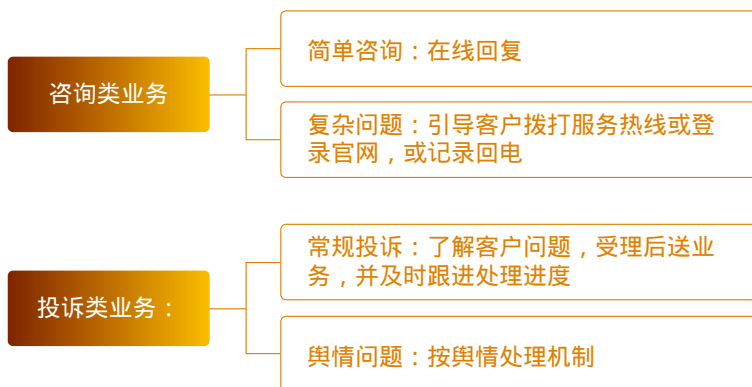 咨询类业务
简单咨询：在线回复
复杂问题：引导客户拨打服务热线或登
录官网，或记录回电
投诉类业务：
常规投诉：了解客户问题，受理后送业
务，并及时跟进处理进度
舆情问题：按舆情处理机制